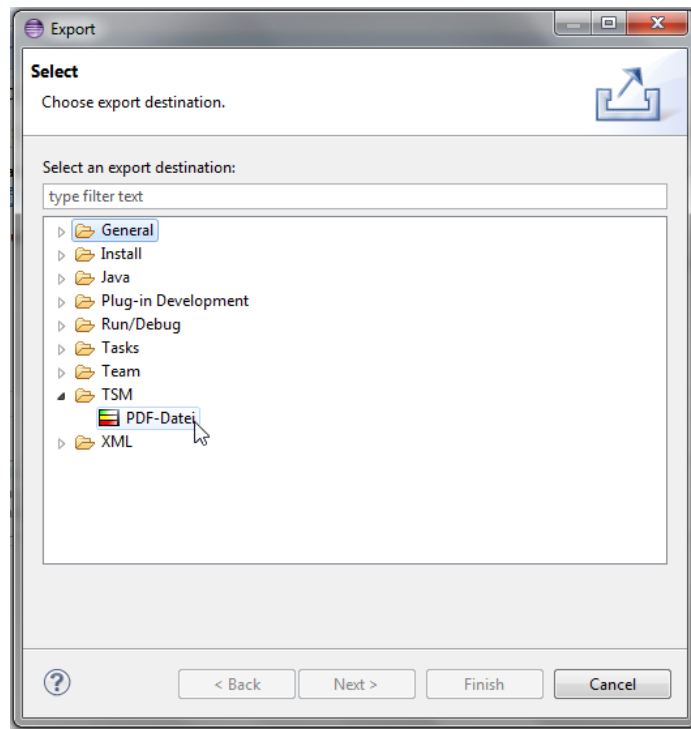 Export
Select
Choose export destination.
Select an export destination:
type filter text
General
Install
Java
Plug-in Development
Run/Debug
Tasks
Team
TSM
PDF-Datei
XML
< Back Next > Finish Cancel